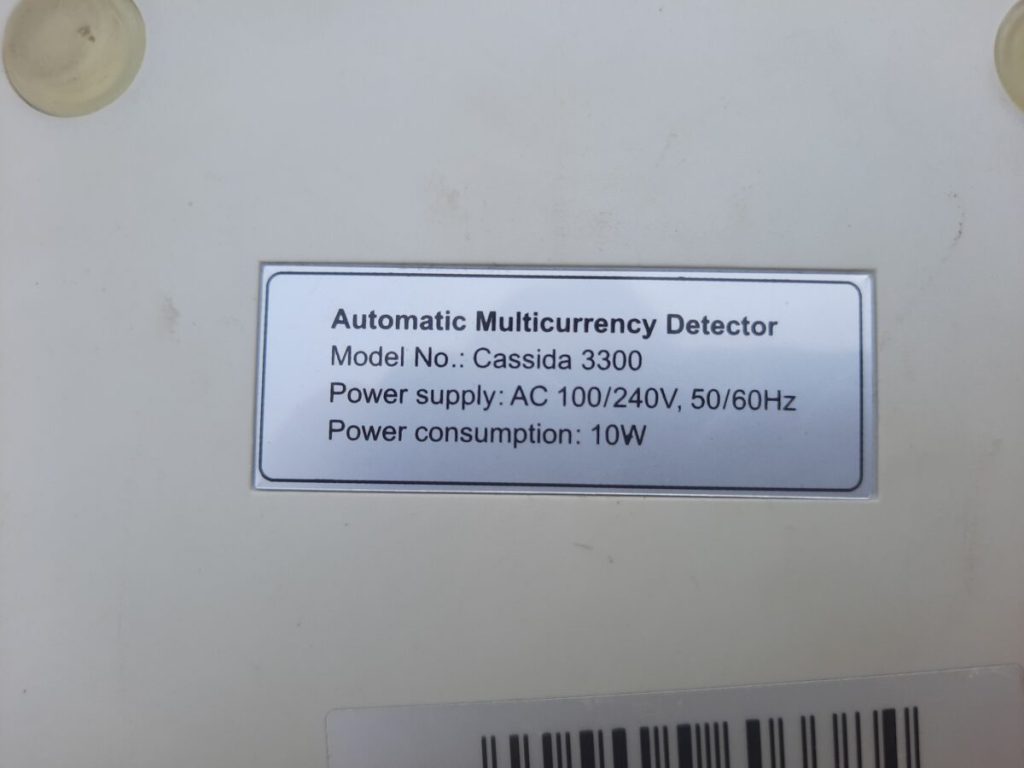 Automatic Multicurrency Detector
Model No.: Cassida 3300
Power supply: AC 100/240V, 50/60Hz
Power consumption: 10W